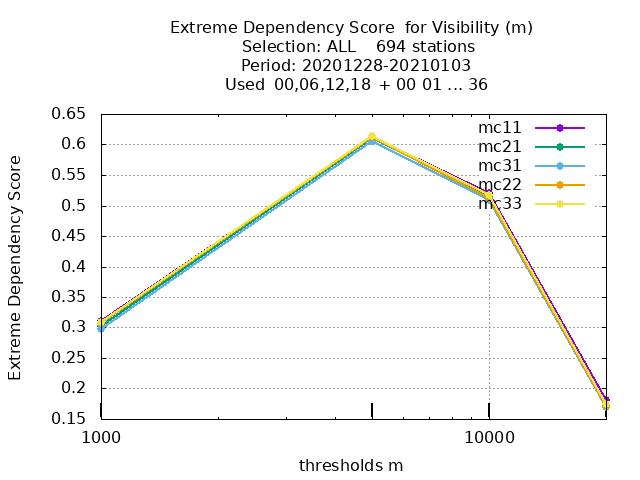 Extreme Dependency Score for Visibility (m)
Selection: ALL 694 stations
Period: 20201228-20210103
Used 00,06,12,18 + 00 01 ... 36
Extreme Dependency Score
0.65
0.6
0.55
0.5
0.45
0.4
0.35
0.3
0.25
0.2
0.15
mc11
mc21
mc31
mc22
mc33
1000
10000
thresholds m